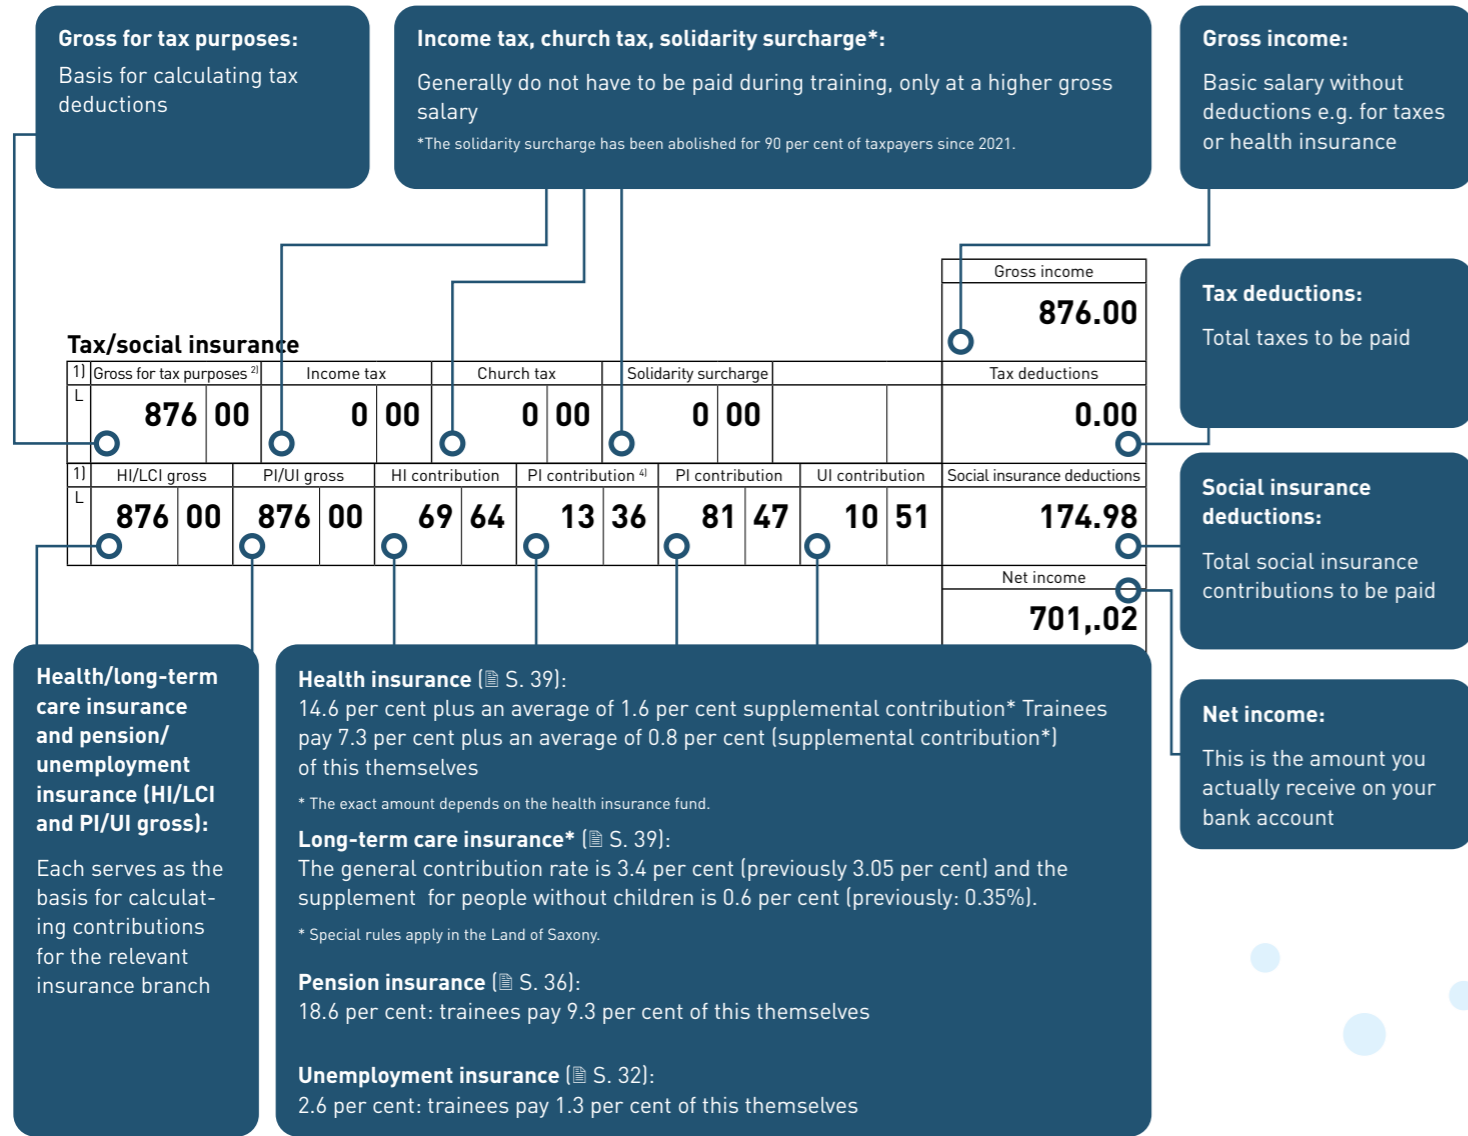 Gross for tax purposes:
Basis for calculating tax
deductions
Income tax, church tax, solidarity surcharge*:
Generally do not have to be paid during training, only at a higher gross
salary
*The solidarity surcharge has been abolished for 90 per cent of taxpayers since 2021.
Gross income:
Basic salary without
deductions e.g. for taxes
or health insurance
Gross income
876.00
Tax/social insurance
1) Gross for tax purposes 2) Income tax Church tax Solidarity surcharge Tax deductions
L 876 00 0 00 0 00 0 00 0.00
1) HI/LCI gross PI/UI gross HI contribution PI contribution 4) PI contribution UI contribution Social insurance deductions
L 876 00 876 00 69 64 13 36 81 47 10 51 174.98
Net income
701,.02
Tax deductions:
Total taxes to be paid
Social insurance
deductions:
Total social insurance
contributions to be paid
Net income:
This is the amount you
actually receive on your
bank account
Health/long-term
care insurance
and pension/
unemployment
insurance (HI/LCI
and PI/UI gross):
Each serves as the
basis for calculat-
ing contributions
for the relevant
insurance branch
Health insurance (🗎 S. 39):
14.6 per cent plus an average of 1.6 per cent supplemental contribution* Trainees
pay 7.3 per cent plus an average of 0.8 per cent (supplemental contribution*)
of this themselves
* The exact amount depends on the health insurance fund.
Long-term care insurance* (🗎 S. 39):
The general contribution rate is 3.4 per cent (previously 3.05 per cent) and the
supplement for people without children is 0.6 per cent (previously: 0.35%).
* Special rules apply in the Land of Saxony.
Pension insurance (🗎 S. 36):
18.6 per cent: trainees pay 9.3 per cent of this themselves
Unemployment insurance (🗎 S. 32):
2.6 per cent: trainees pay 1.3 per cent of this themselves